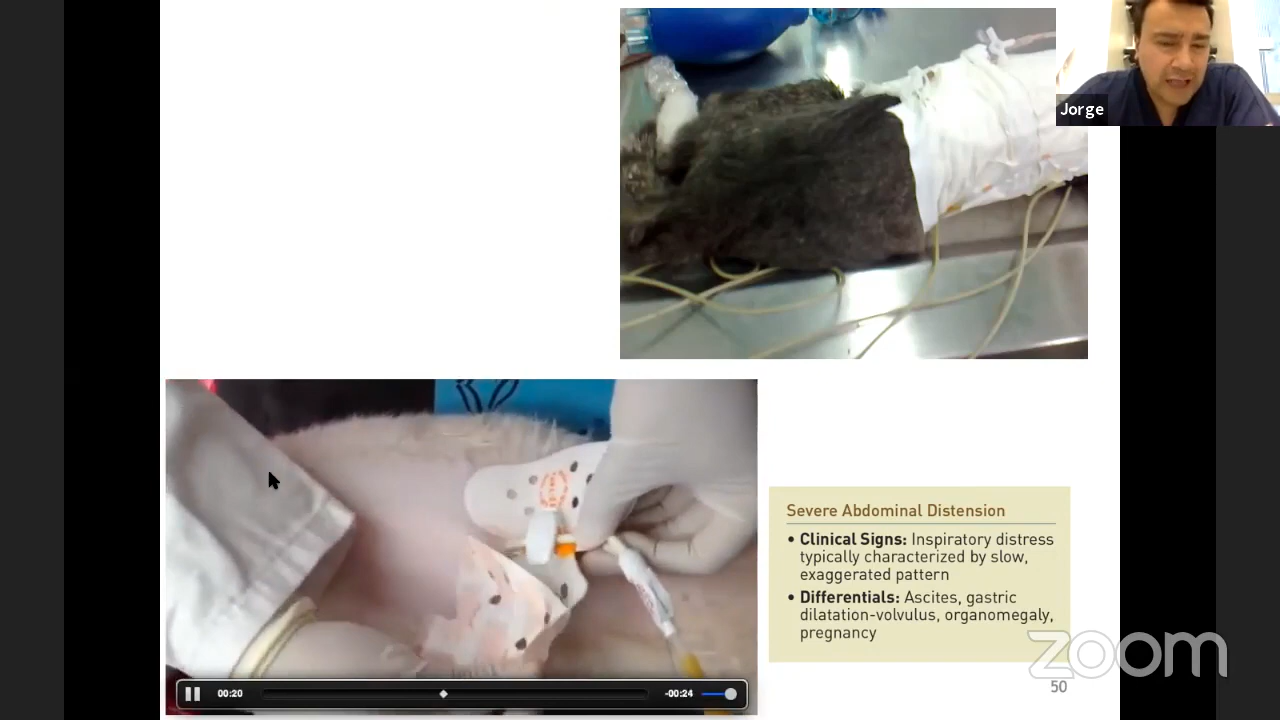 Jorge
Severe Abdominal Distension
• Clinical Signs: Inspiratory distress
typically characterized by slow,
exaggerated pattern
• Differentials: Ascites, gastric
dilatation-volvulus, organomegaly,
pregnancy
zoom
50
00:20
-00:24